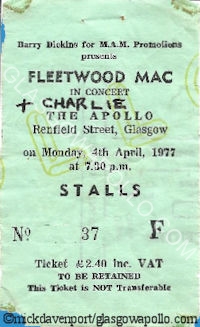 Barry Dickins for M.A.M. Promotions
presents
FLEETWOOD MAC
IN CONCERT
+ CHARLIE
THE APOLLO
Renfield Street, Glasgow
on Monday, 4th April, 1977
at 7.30 p.m.
STALLS
No 37 F
Ticket £2.40 inc. VAT
TO BE RETAINED
This Ticket is NOT Transferable
©mickdavenport/glasgowapollo.com